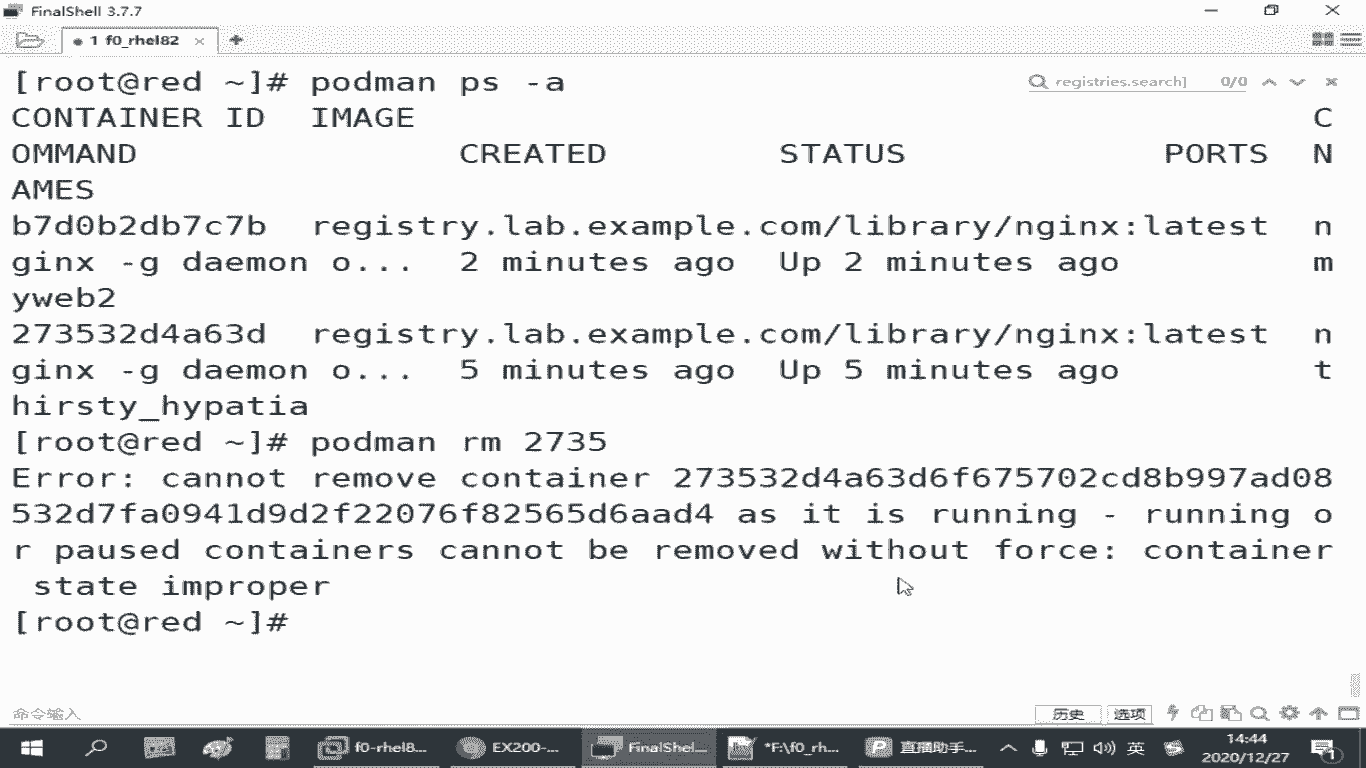 FinalShell 3.7.7
1 f0_rhel82
[root@red ~]# podman ps -a
registries.search] 0/0
CONTAINER ID  IMAGE                                           C
OMMAND               CREATED        STATUS            PORTS  N
AMES
b7d0b2db7c7b  registry.lab.example.com/library/nginx:latest  n
ginx -g daemon o...  2 minutes ago  Up 2 minutes ago         m
yweb2
273532d4a63d  registry.lab.example.com/library/nginx:latest  n
ginx -g daemon o...  5 minutes ago  Up 5 minutes ago         t
hirsty_hypatia
[root@red ~]# podman rm 2735
Error: cannot remove container 273532d4a63d6f675702cd8b997ad08
532d7fa0941d9d2f22076f82565d6aad4 as it is running - running o
r paused containers cannot be removed without force: container
 state improper
[root@red ~]#
命令输入
历史 选项
f0-rhel8... EX200-... FinalShel... *F:\f0_rh... 直播助手... 英 14:44
2020/12/27 1